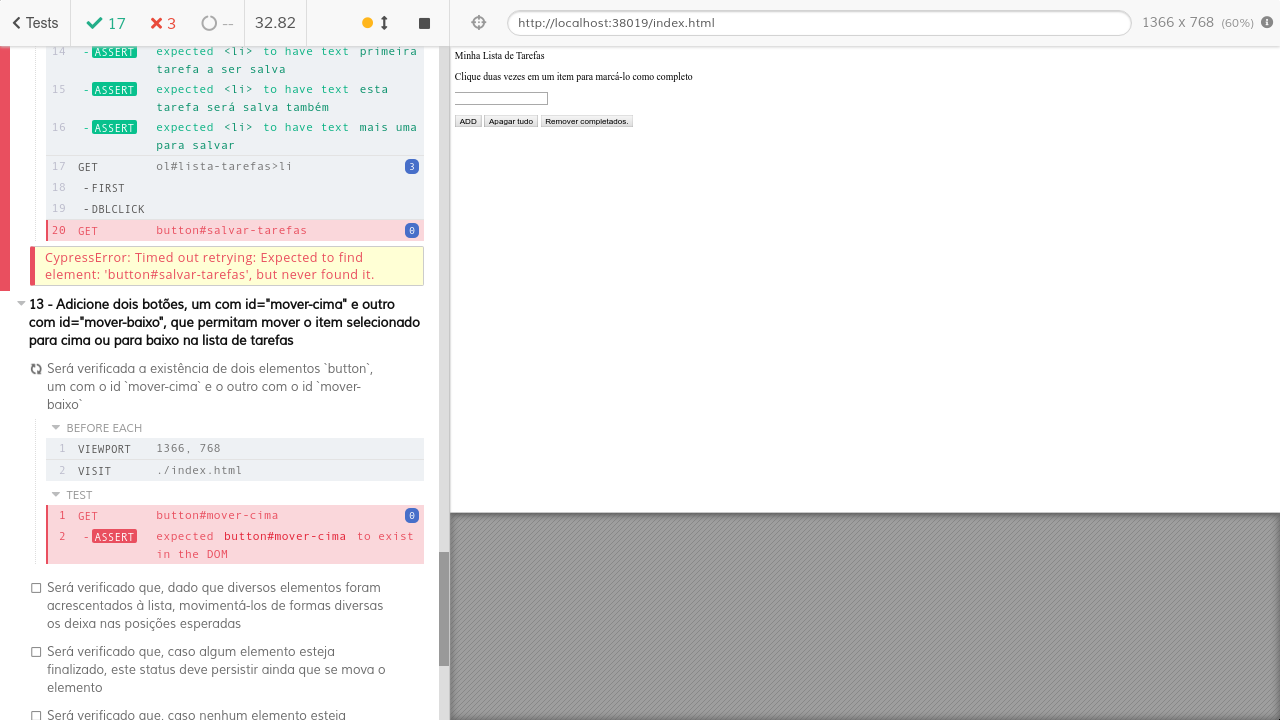 Tests
17
3
--
32.82
http://localhost:38019/index.html
1366 x 768 (60%)
14 - ASSERT expected <li> to have text primeira
tarefa a ser salva
15 - ASSERT expected <li> to have text esta
tarefa será salva também
16 - ASSERT expected <li> to have text mais uma
para salvar
17 GET ol#lista-tarefas>li 3
18 - FIRST
19 - DBLCLICK
20 GET button#salvar-tarefas 0
CypressError: Timed out retrying: Expected to find
element: 'button#salvar-tarefas', but never found it.
13 - Adicione dois botões, um com id="mover-cima" e outro
com id="mover-baixo", que permitam mover o item selecionado
para cima ou para baixo na lista de tarefas
Será verificada a existência de dois elementos `button`,
um com o id `mover-cima` e o outro com o id `mover-
baixo`
BEFORE EACH
1 VIEWPORT 1366, 768
2 VISIT ./index.html
TEST
1 GET button#mover-cima 0
2 - ASSERT expected button#mover-cima to exist
in the DOM
Será verificado que, dado que diversos elementos foram
acrescentados à lista, movimentá-los de formas diversas
os deixa nas posições esperadas
Será verificado que, caso algum elemento esteja
finalizado, este status deve persistir ainda que se mova o
elemento
Será verificado que, caso nenhum elemento esteja
Minha Lista de Tarefas
Clique duas vezes em um item para marcá-lo como completo
ADD Apagar tudo Remover completados.